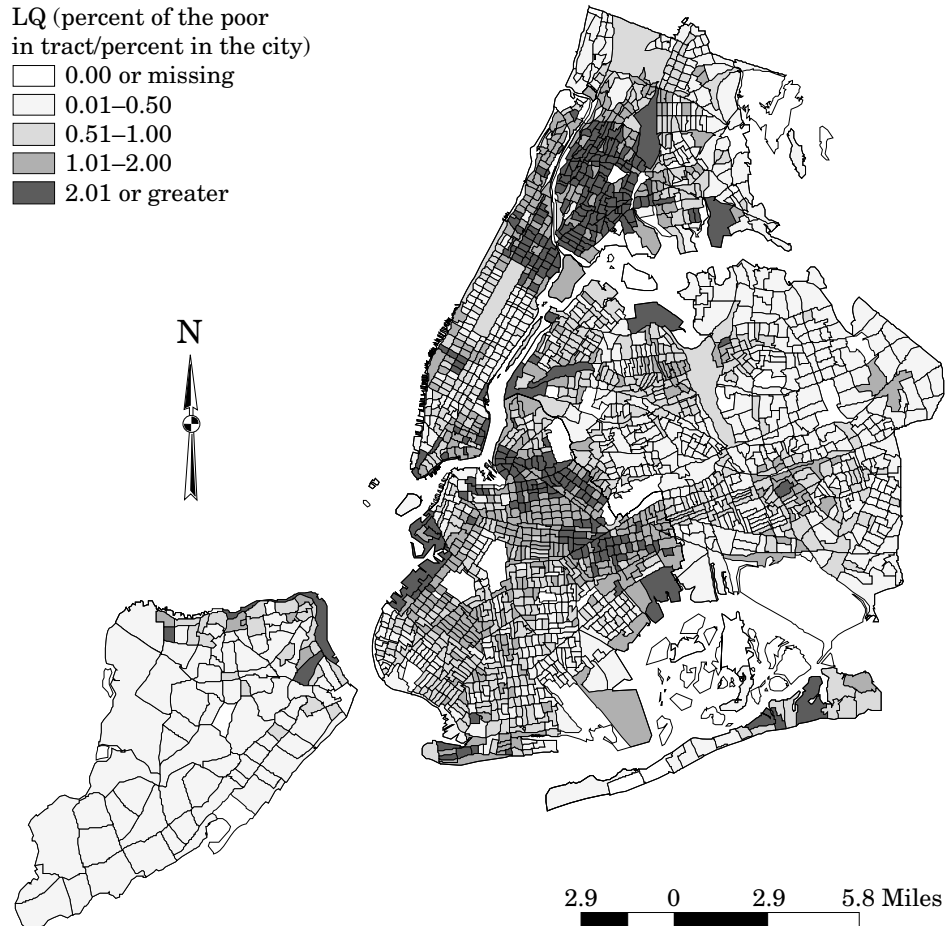 LQ (percent of the poor
in tract/percent in the city)
0.00 or missing
0.01–0.50
0.51–1.00
1.01–2.00
2.01 or greater
N
2.9 0 2.9 5.8 Miles